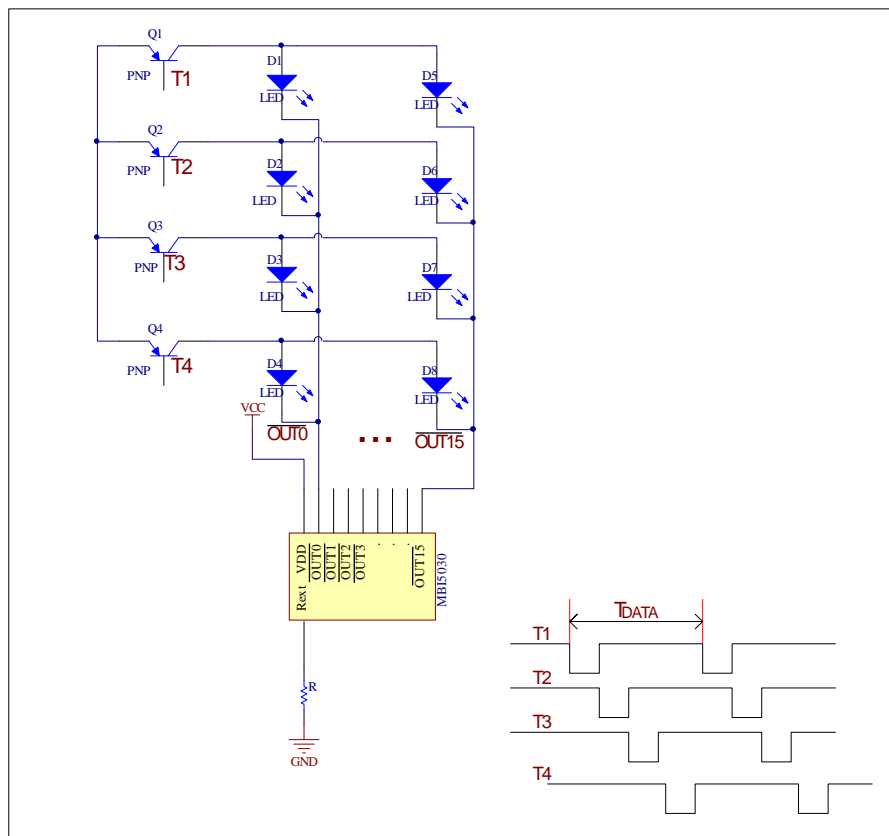 Q1
PNP T1
D1
LED
D5
LED
Q2
PNP T2
D2
LED
D6
LED
Q3
PNP T3
D3
LED
D7
LED
Q4
PNP T4
D4
LED
D8
LED
VCC
OUT0 ... OUT15
Rext VDD OUT0 OUT1 OUT2 OUT3 . . . OUT15
MBI5030
R
GND
TDATA
T1
T2
T3
T4